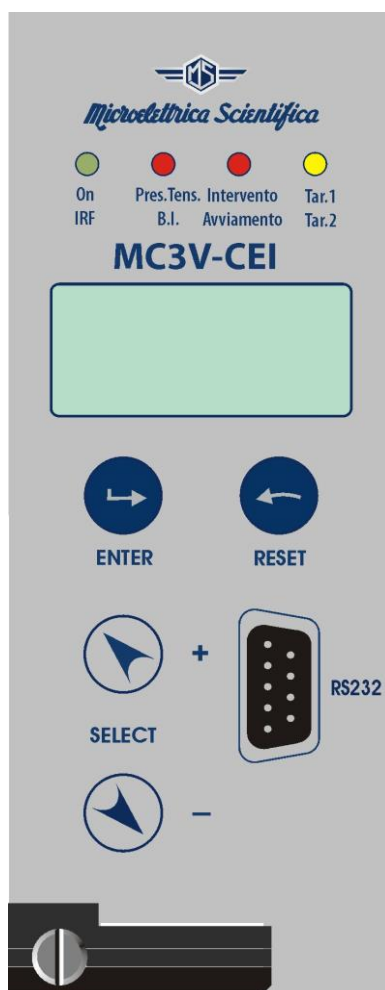 MS
Microelettrica Scientifica
On Pres.Tens. Intervento Tar.1
IRF B.I. Avviamento Tar.2
MC3V-CEI
ENTER RESET
+
RS232
SELECT
–